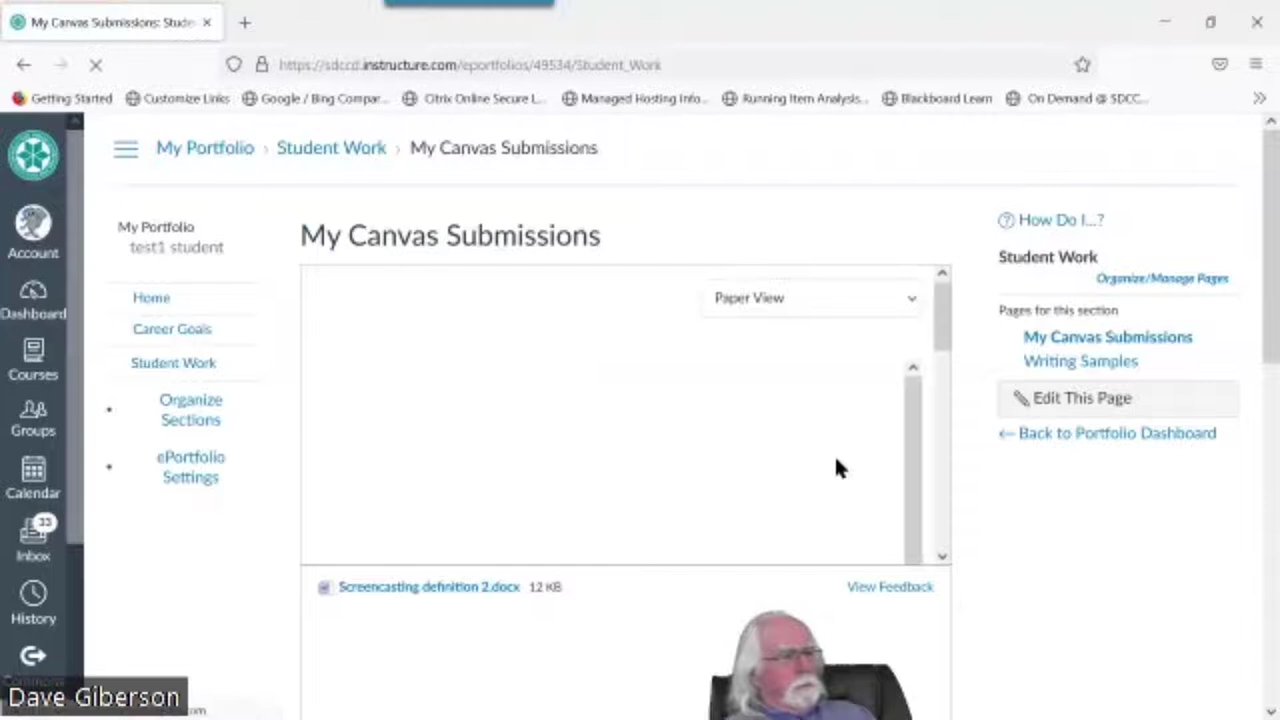 My Canvas Submissions: Stude
https://sdccd.instructure.com/eportfolios/49534/Student_Work
Getting Started Customize Links Google / Bing Compar... Citrix Online Secure L... Managed Hosting Info... Running Item Analysis... Blackboard Learn On Demand @ SDCC...
My Portfolio › Student Work › My Canvas Submissions
My Portfolio
test1 student
Home
Career Goals
Student Work
Organize
Sections
ePortfolio
Settings
Account
Dashboard
Courses
Groups
Calendar
33
Inbox
History
My Canvas Submissions
Paper View
Screencasting definition 2.docx 12 KB View Feedback
How Do I...?
Student Work
Organize/Manage Pages
Pages for this section
My Canvas Submissions
Writing Samples
Edit This Page
Back to Portfolio Dashboard
Dave Giberson
om